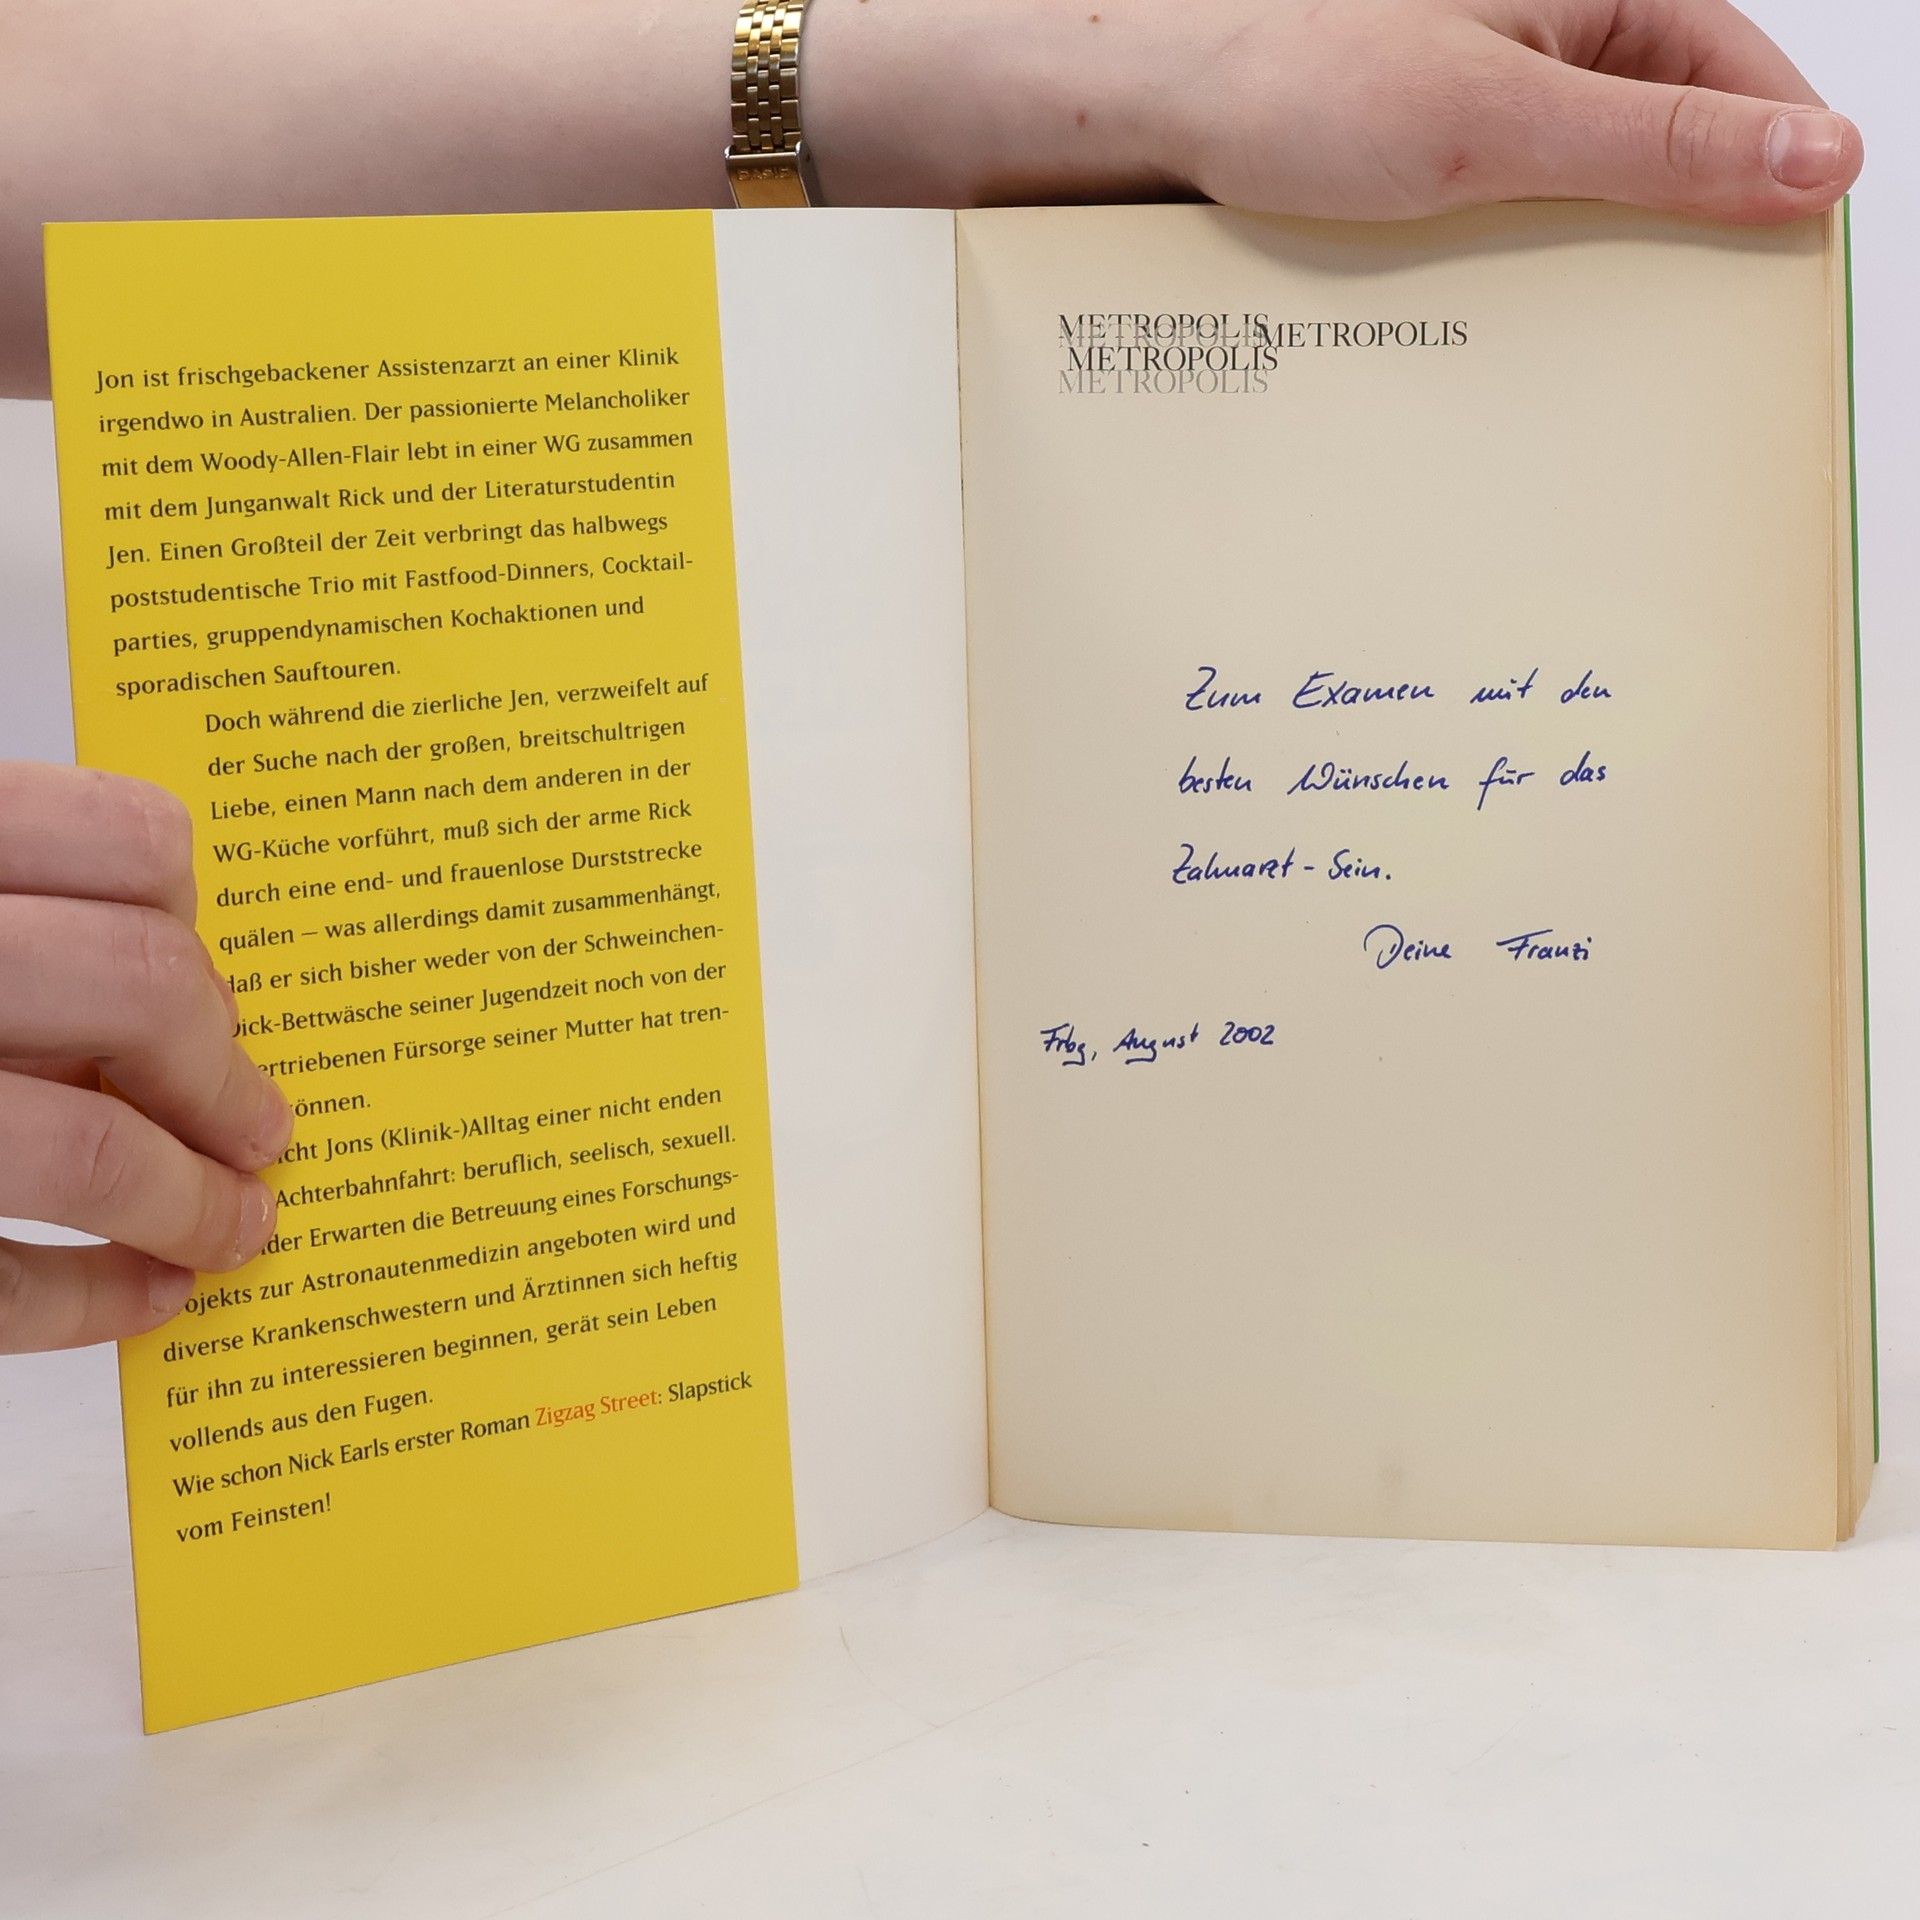 CASIO
Jon ist frischgebackener Assistenzarzt an einer Klinik
irgendwo in Australien. Der passionierte Melancholiker
mit dem Woody-Allen-Flair lebt in einer WG zusammen
mit dem Junganwalt Rick und der Literaturstudentin
Jen. Einen Großteil der Zeit verbringt das halbwegs
poststudentische Trio mit Fastfood-Dinners, Cocktail-
parties, gruppendynamischen Kochaktionen und
sporadischen Sauftouren.
Doch während die zierliche Jen, verzweifelt auf
der Suche nach der großen, breitschultrigen
Liebe, einen Mann nach dem anderen in der
WG-Küche vorführt, muß sich der arme Rick
durch eine end- und frauenlose Durststrecke
quälen – was allerdings damit zusammenhängt,
daß er sich bisher weder von der Schweinchen-
Dick-Bettwäsche seiner Jugendzeit noch von der
ertriebenen Fürsorge seiner Mutter hat tren-
können.
icht Jons (Klinik-)Alltag einer nicht enden
Achterbahnfahrt: beruflich, seelisch, sexuell.
der Erwarten die Betreuung eines Forschungs-
rojekts zur Astronautenmedizin angeboten wird und
diverse Krankenschwestern und Ärztinnen sich heftig
für ihn zu interessieren beginnen, gerät sein Leben
vollends aus den Fugen.
Wie schon Nick Earls erster Roman Zigzag Street: Slapstick
vom Feinsten!
METROPOLIS
METROPOLIS METROPOLIS
METROPOLIS
METROPOLIS
Zum Examen mit den
besten Wünschen für das
Zahnarzt-Sein.
Deine Franzi
Frbg, August 2002